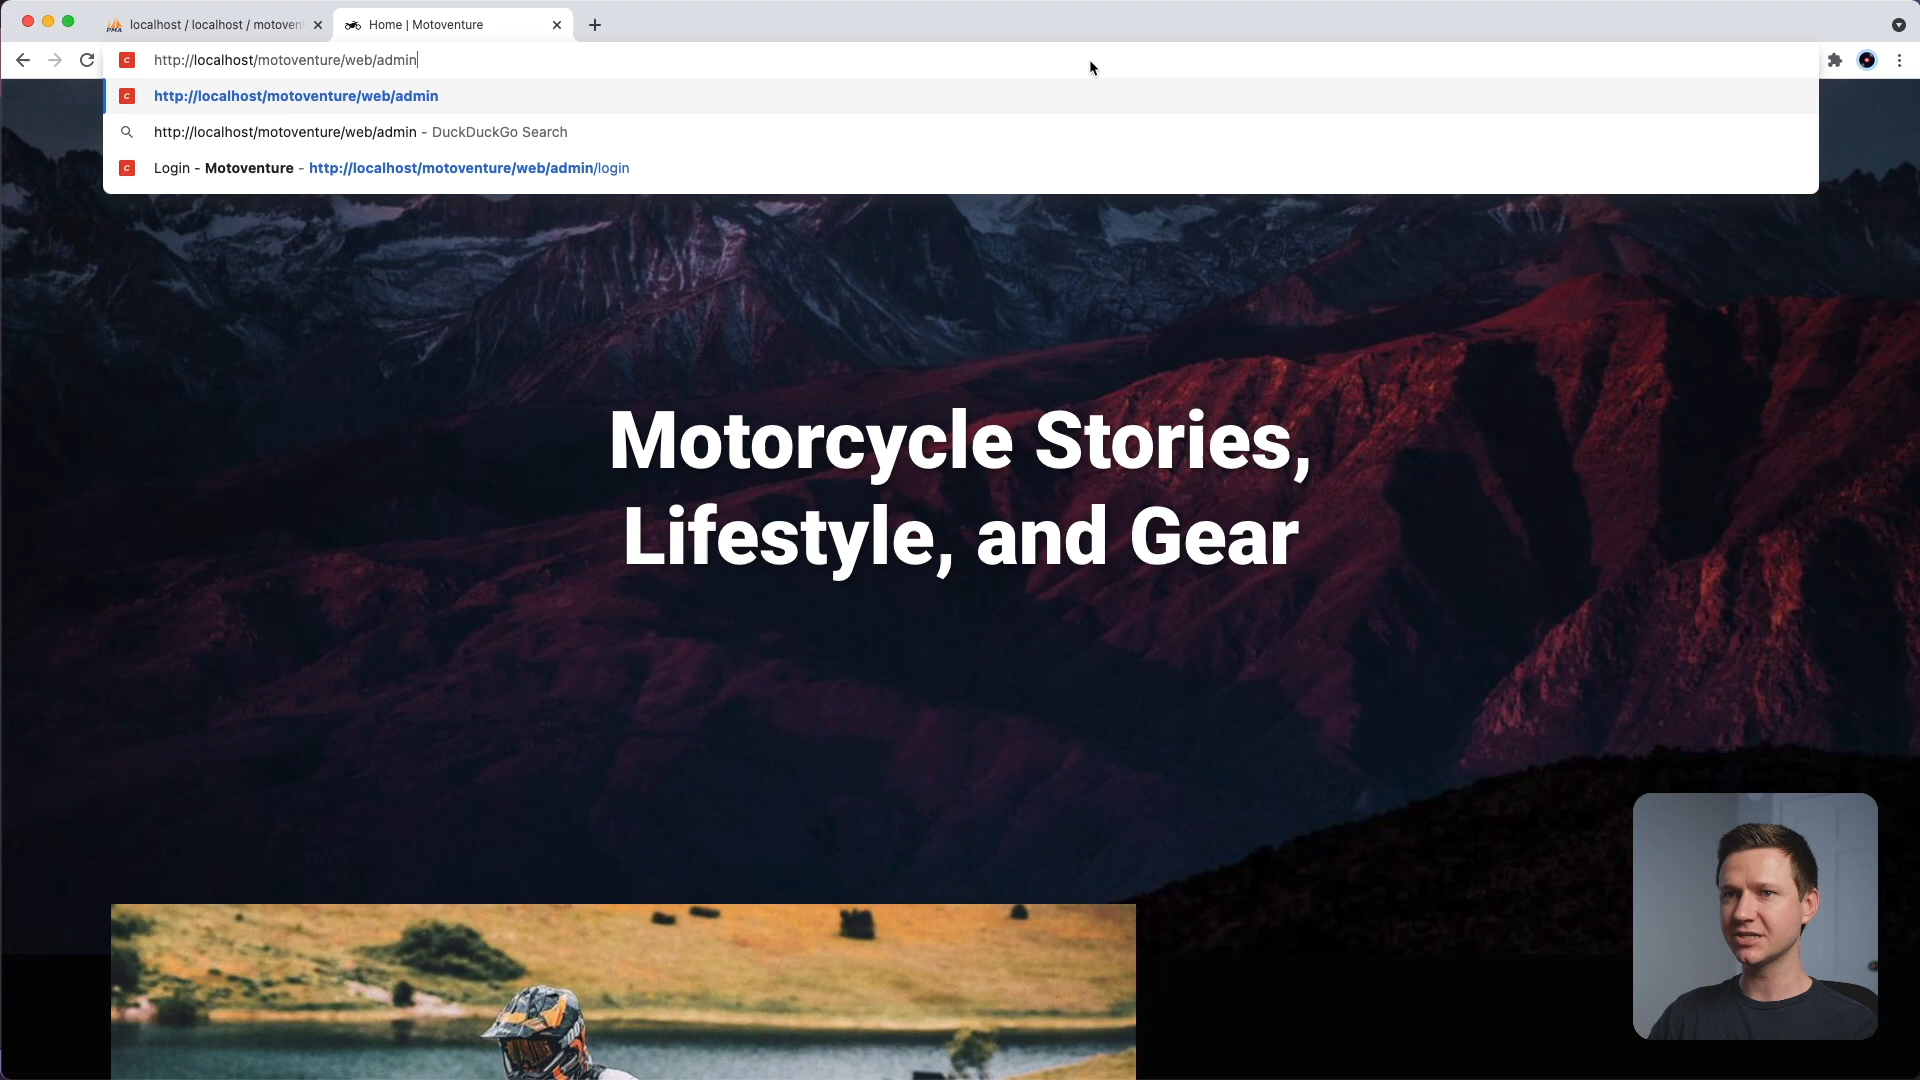 PMA
localhost / localhost / motoven
Home | Motoventure
C
http://localhost/motoventure/web/admin
C
http://localhost/motoventure/web/admin
http://localhost/motoventure/web/admin - DuckDuckGo Search
C
Login - Motoventure - http://localhost/motoventure/web/admin/login
Motorcycle Stories,
Lifestyle, and Gear